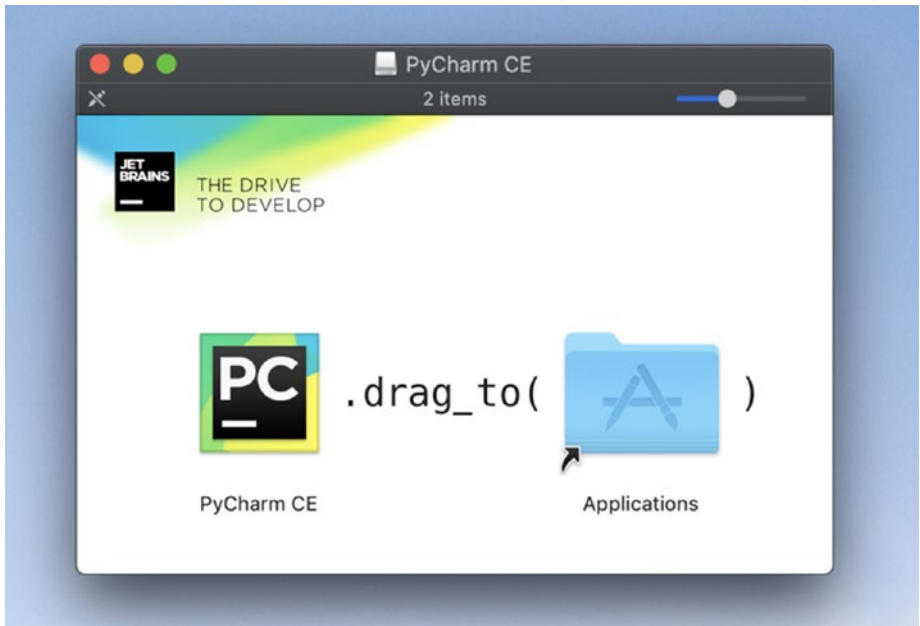 PyCharm CE
2 items
JET
BRAINS
THE DRIVE
TO DEVELOP
PC
.drag_to( )
PyCharm CE
Applications